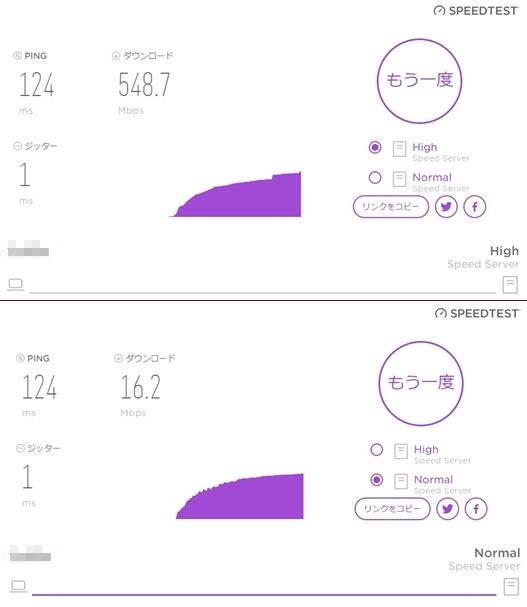 SPEEDTEST
PING
124
ms
ダウンロード
548.7
Mbps
もう一度
ジッター
1
ms
High
Speed Server
Normal
Speed Server
リンクをコピー
High
Speed Server
SPEEDTEST
PING
124
ms
ダウンロード
16.2
Mbps
もう一度
ジッター
1
ms
High
Speed Server
Normal
Speed Server
リンクをコピー
Normal
Speed Server